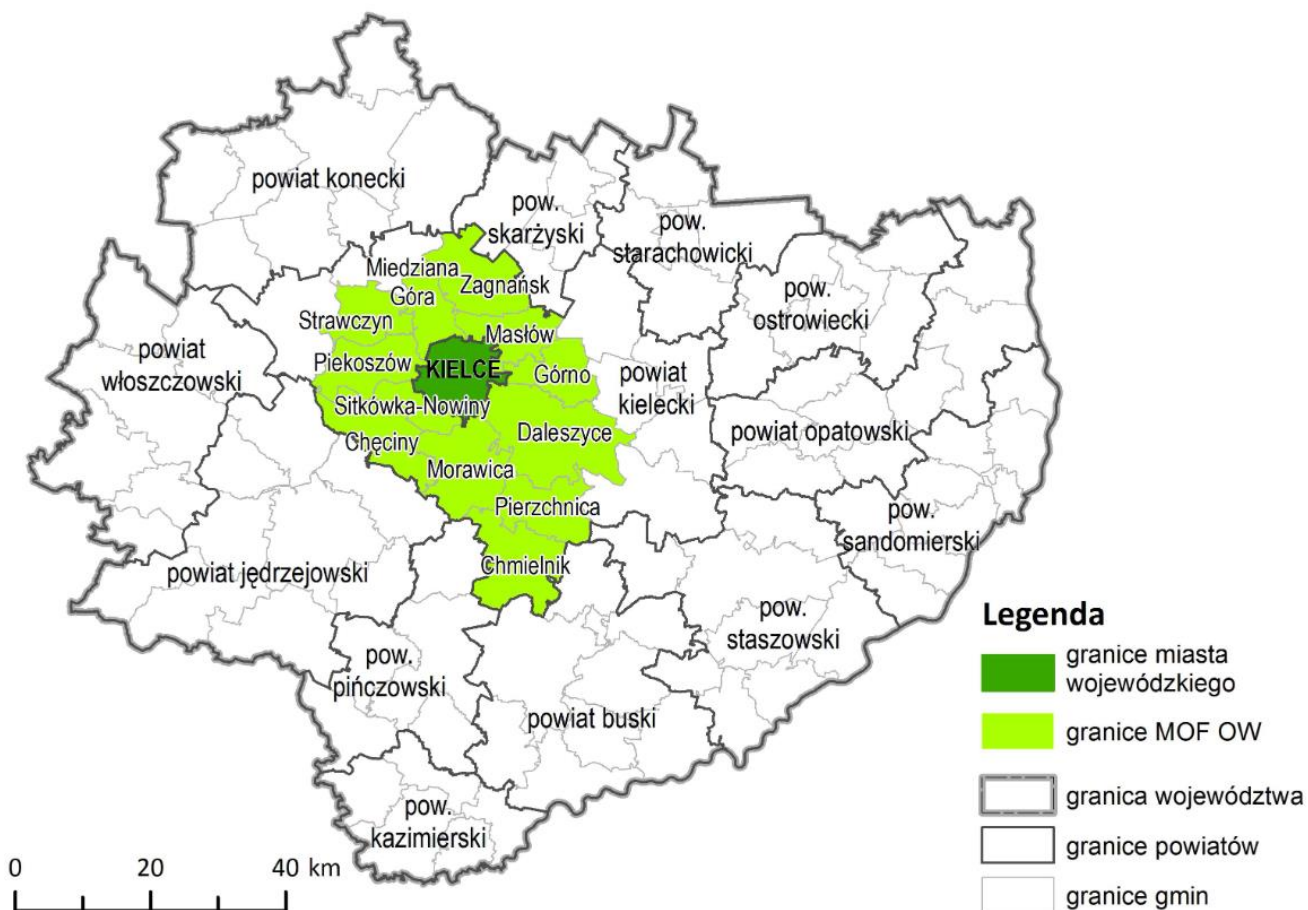 powiat konecki
pow.
skarżyski
pow.
starachowicki
Miedziana
Góra
Zagnańsk
pow.
ostrowiecki
Strawczyn
Masłów
powiat
włoszczowski
Piekoszów
KIELCE
Górno
powiat
kielecki
Sitkówka-Nowiny
Chęciny
Daleszyce
powiat opatowski
Morawica
Pierzchnica
pow.
sandomierski
Chmielnik
powiat jędrzejowski
pow.
staszowski
pow.
pińczowski
powiat buski
pow.
kazimierski
0 20 40 km
Legenda
granice miasta
wojewódzkiego
granice MOF OW
granica województwa
granice powiatów
granice gmin